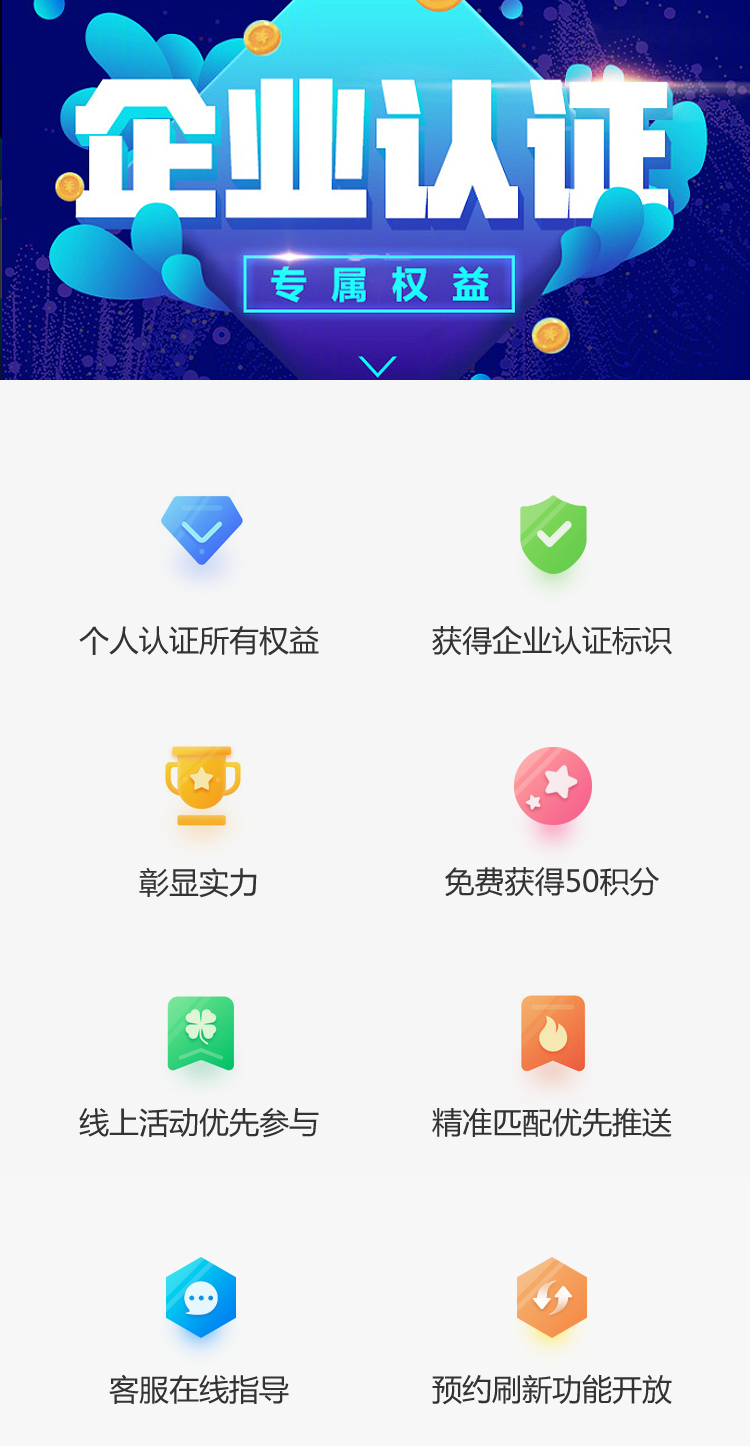 企业认证
专属权益
个人认证所有权益
获得企业认证标识
彰显实力
免费获得50积分
线上活动优先参与
精准匹配优先推送
客服在线指导
预约刷新功能开放